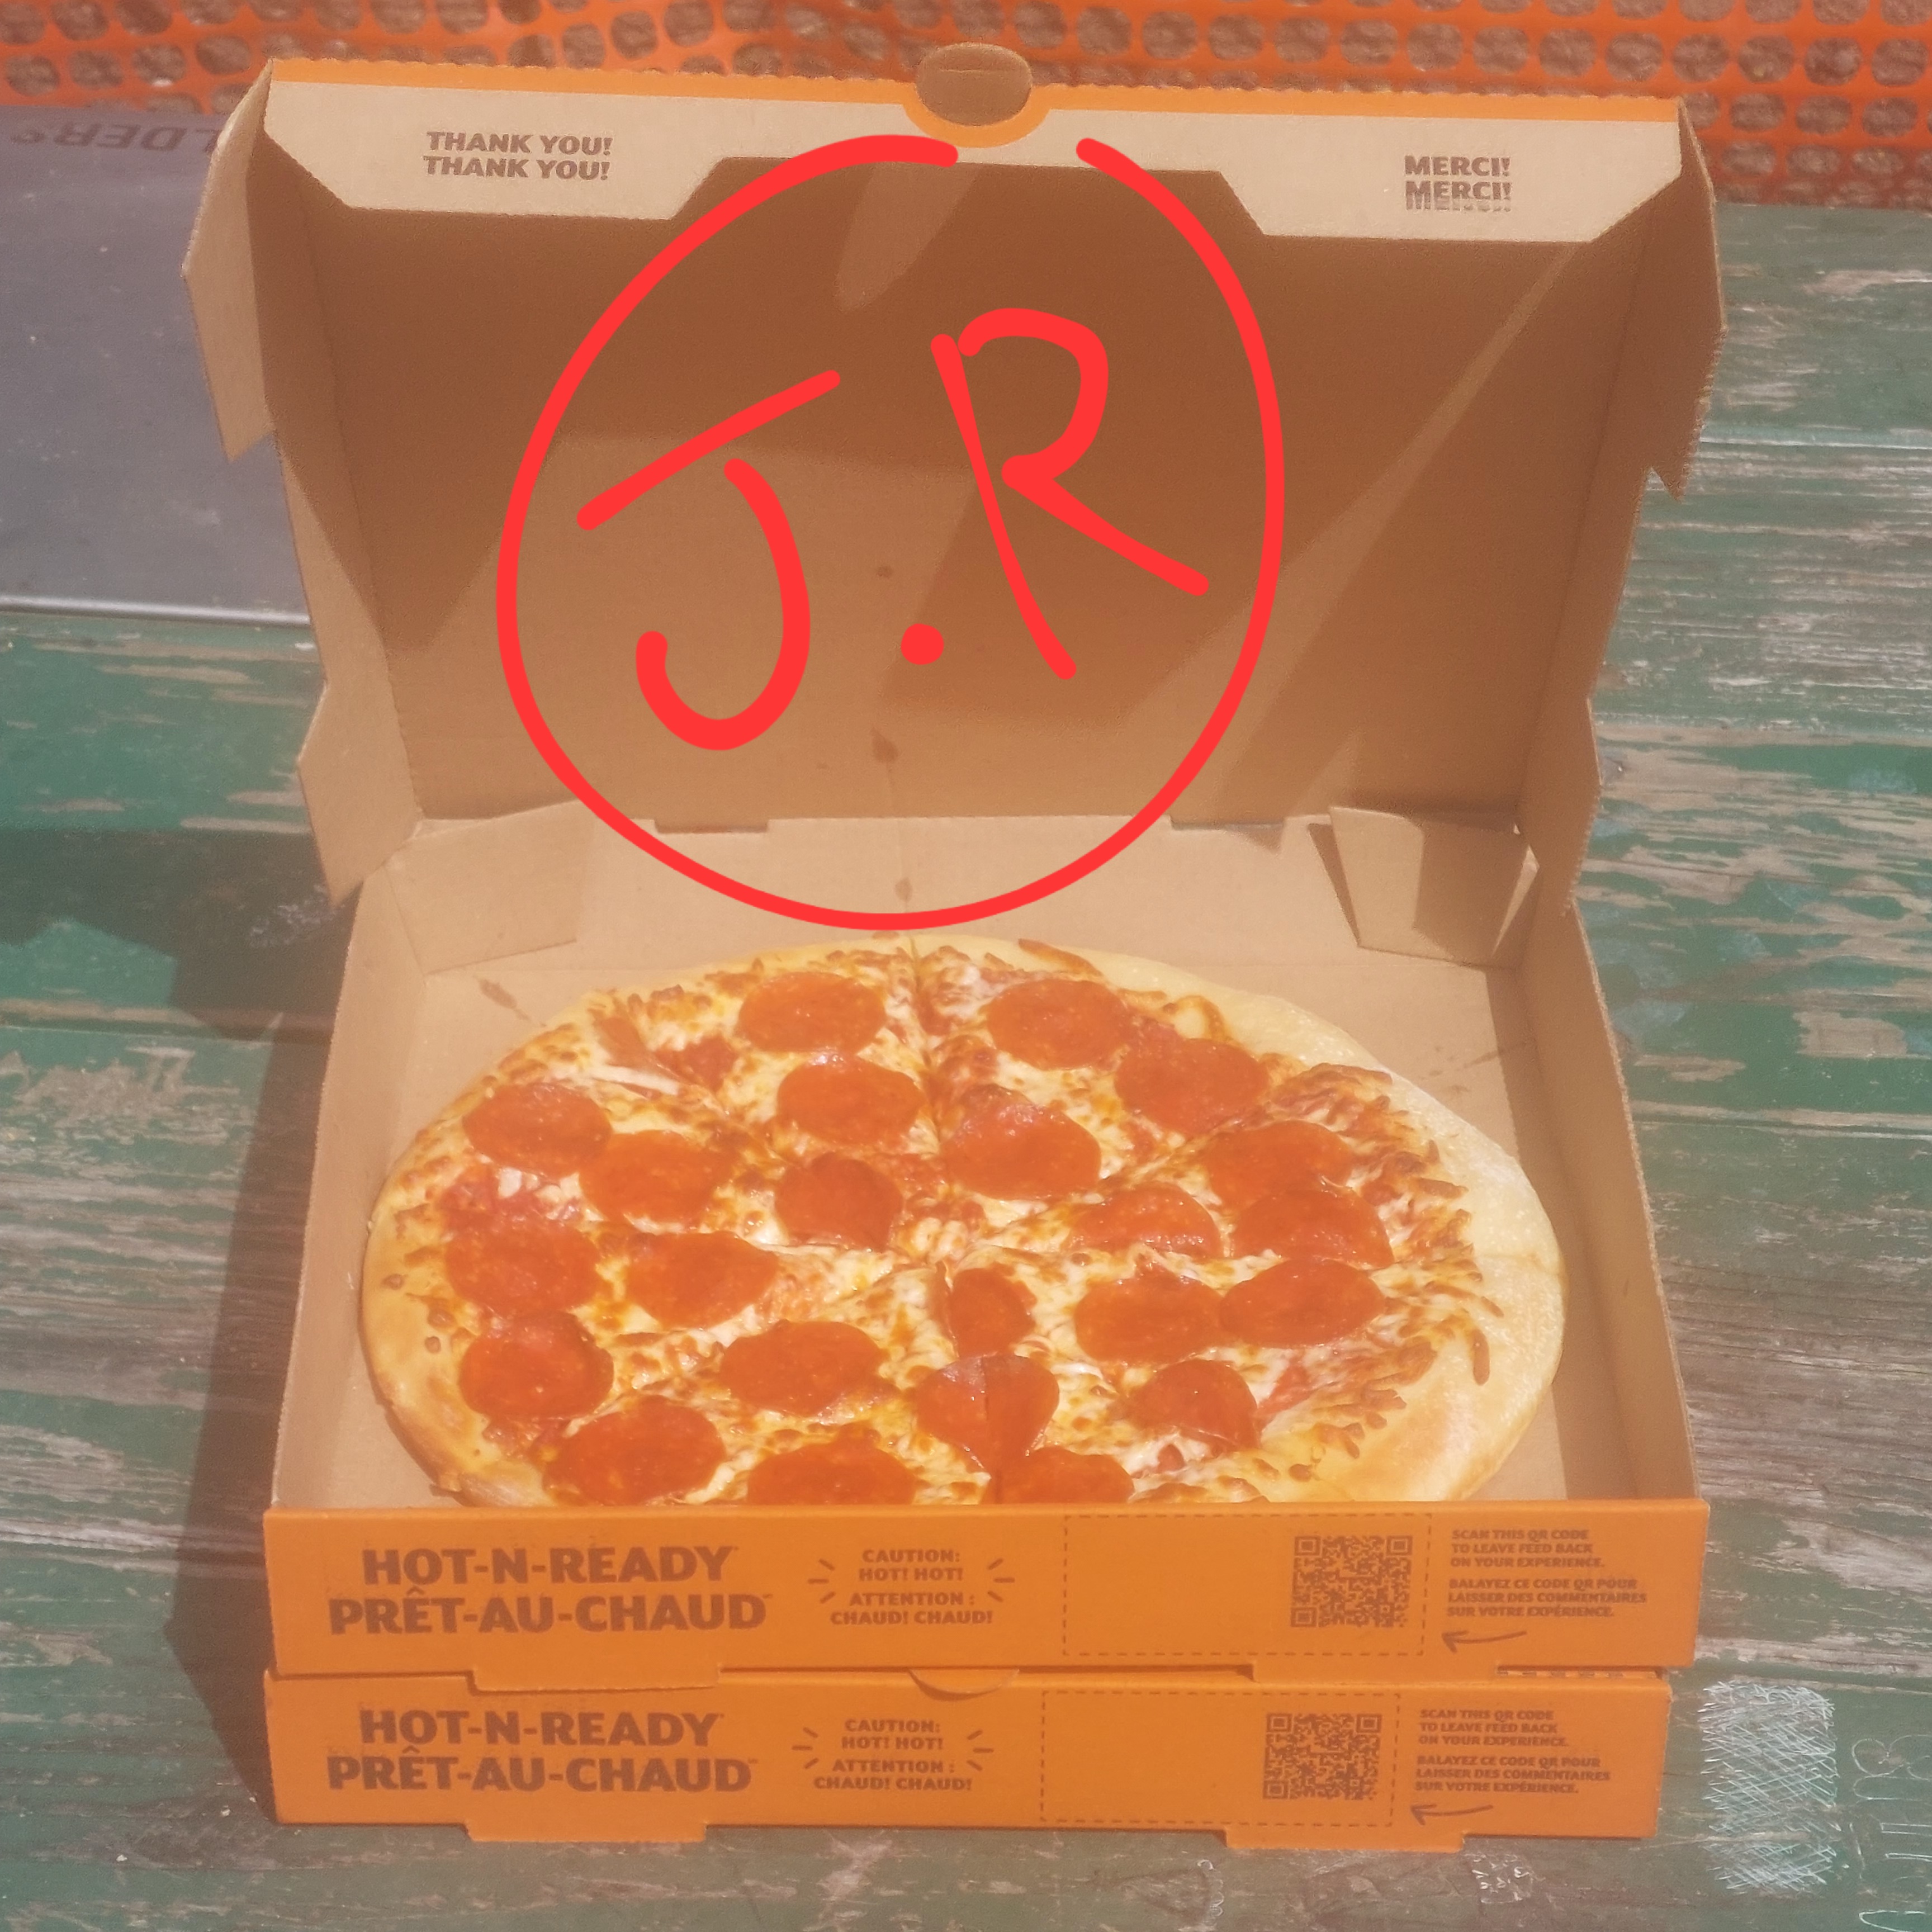 THANK YOU!
THANK YOU!
MERCI!
MERCI!
J.R
HOT-N-READY
PRÊT-AU-CHAUD
CAUTION:
HOT! HOT!
ATTENTION :
CHAUD! CHAUD!
SCAN THIS QR CODE
TO LEAVE FEED BACK
ON YOUR EXPERIENCE.
BALAYEZ CE CODE QR POUR
LAISSER DES COMMENTAIRES
SUR VOTRE EXPÉRIENCE.
HOT-N-READY
PRÊT-AU-CHAUD
CAUTION:
HOT! HOT!
ATTENTION :
CHAUD! CHAUD!
SCAN THIS QR CODE
TO LEAVE FEED BACK
ON YOUR EXPERIENCE.
BALAYEZ CE CODE QR POUR
LAISSER DES COMMENTAIRES
SUR VOTRE EXPÉRIENCE.